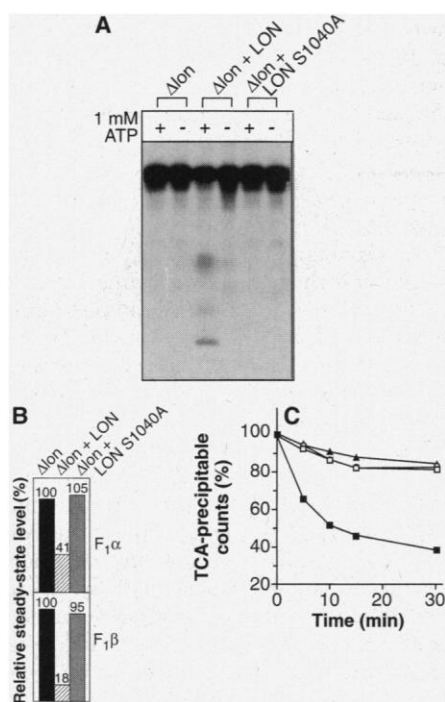 A
Δlon
Δlon + LON
Δlon +
LON S1040A
1 mM
ATP
+ - + - + -
B
Δlon
Δlon + LON
Δlon +
LON S1040A
Relative steady-state level (%)
100
41
105
F₁α
100
18
95
F₁β
C
TCA-precipitable
counts (%)
100
80
60
40
20
0 10 20 30
Time (min)